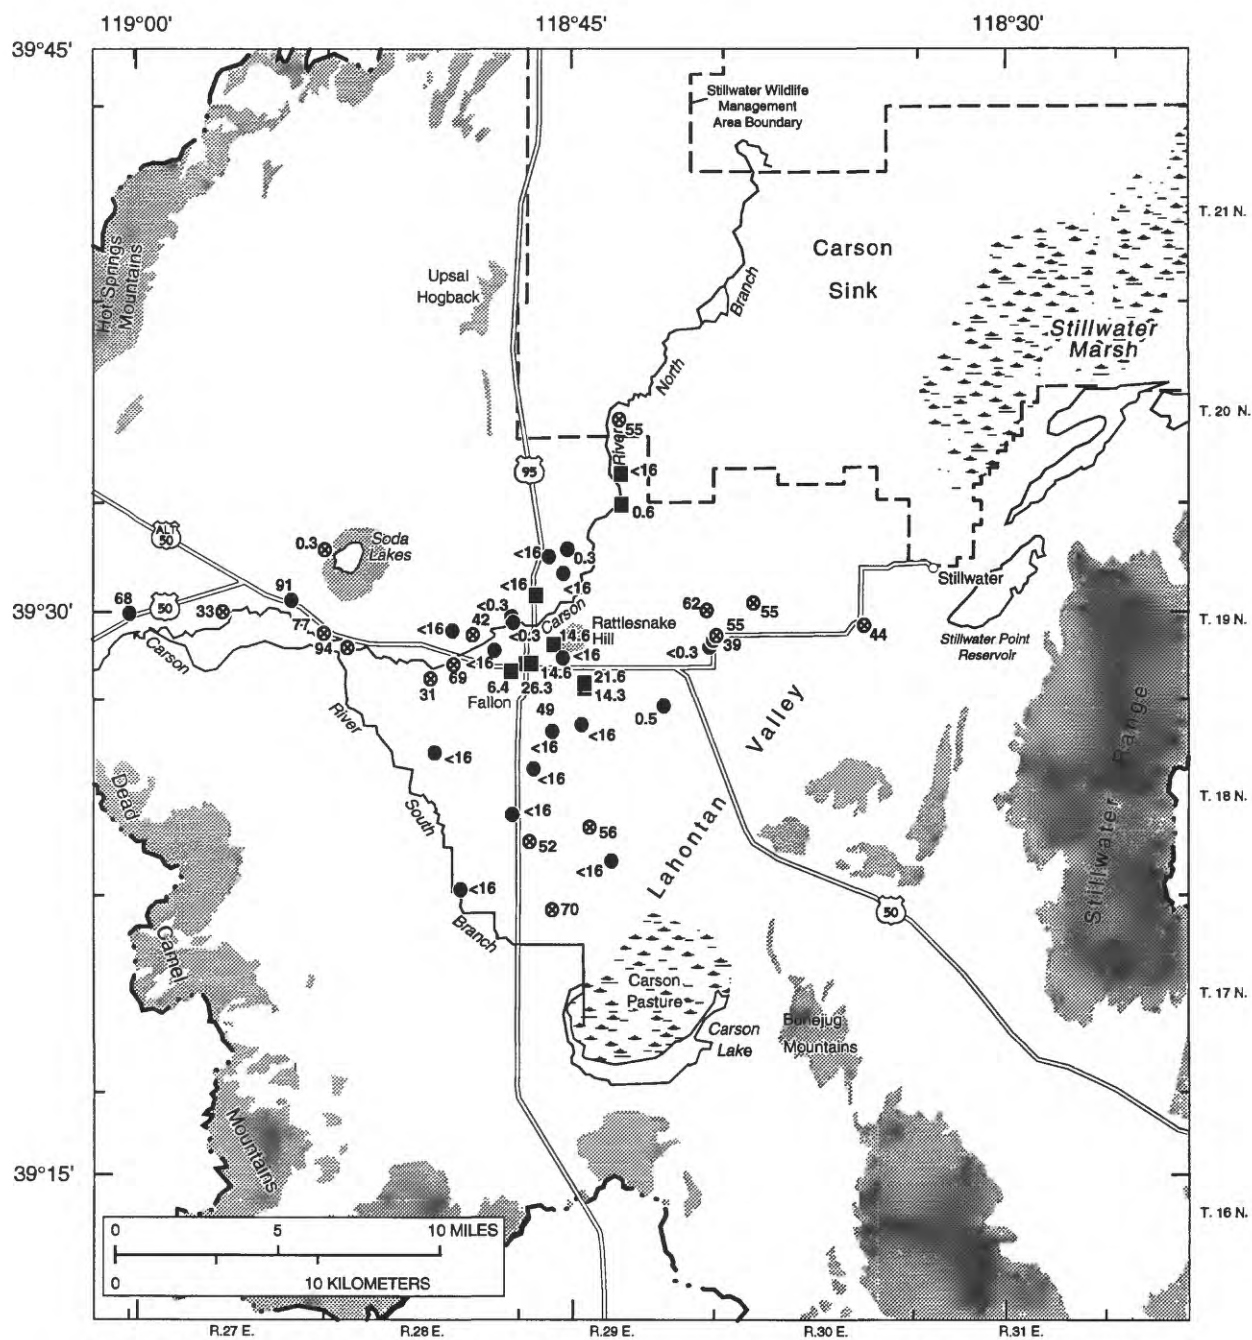 119°00'
118°45'
118°30'
39°45'
Stillwater Wildlife
Management
Area Boundary
T. 21 N.
Hot Springs
Mountains
Upsal
Hogback
Carson
Sink
Branch
North
River
Stillwater
Marsh
T. 20 N.
55
95
<16
0.6
ALT
50
0.3
Soda
Lakes
<16
0.3
<16
<16
Stillwater
39°30'
68
50
33
91
77
94
<0.3
<16
42
<0.3
Carson
Rattlesnake
Hill
14.6
62
55
55
39
<0.3
44
T. 19 N.
Stillwater Point
Reservoir
Carson
River
31
69
<16
6.4
Fallon
26.3
14.6
<16
21.6
14.3
49
<16
<16
0.5
<16
<16
<16
Valley
Lahontan
Dead
Camel
Mountains
South
Branch
52
56
<16
<16
70
Stillwater
Range
T. 18 N.
50
Carson
Pasture
Carson
Lake
Bunejug
Mountains
T. 17 N.
39°15'
T. 16 N.
0 5 10 MILES
0 10 KILOMETERS
R.27 E.
R.28 E.
R.29 E.
R.30 E.
R.31 E.